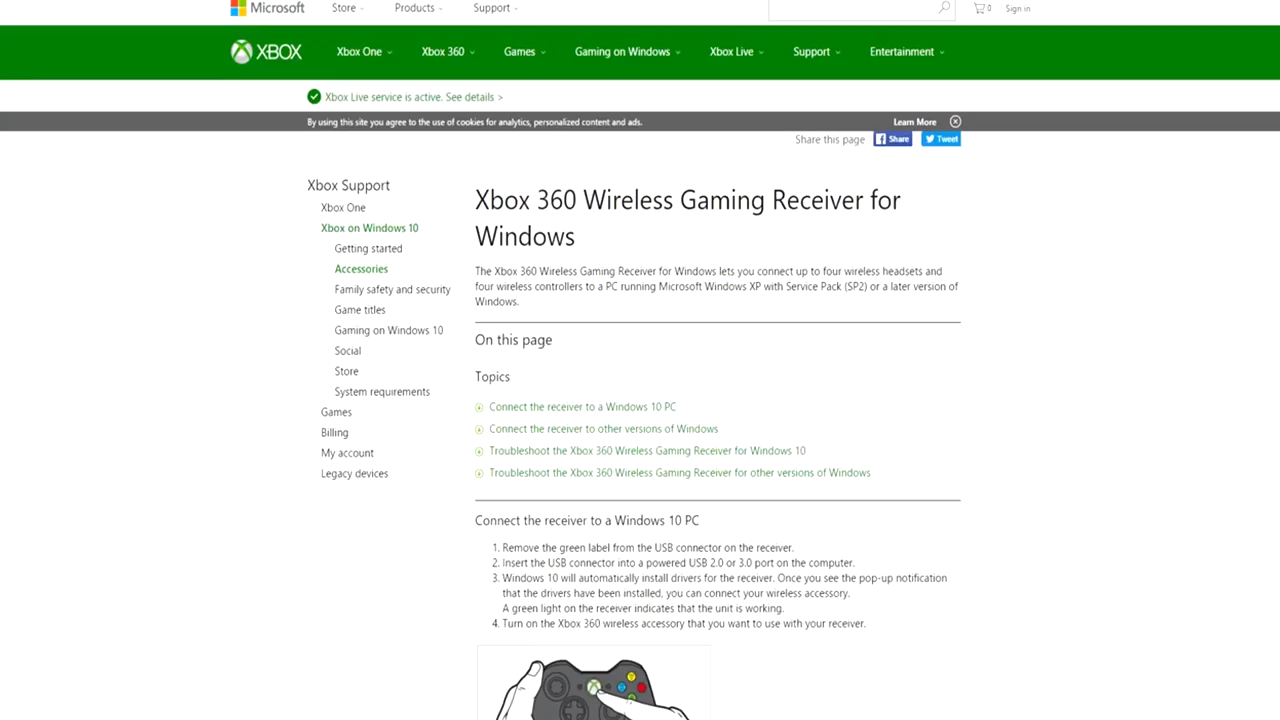 Microsoft
Store
Products
Support
0
Sign in
XBOX
Xbox One
Xbox 360
Games
Gaming on Windows
Xbox Live
Support
Entertainment
Xbox Live service is active. See details >
By using this site you agree to the use of cookies for analytics, personalized content and ads.
Learn More
Share this page
Share
Tweet
Xbox Support
Xbox One
Xbox on Windows 10
Getting started
Accessories
Family safety and security
Game titles
Gaming on Windows 10
Social
Store
System requirements
Games
Billing
My account
Legacy devices
Xbox 360 Wireless Gaming Receiver for
Windows
The Xbox 360 Wireless Gaming Receiver for Windows lets you connect up to four wireless headsets and
four wireless controllers to a PC running Microsoft Windows XP with Service Pack (SP2) or a later version of
Windows.
On this page
Topics
Connect the receiver to a Windows 10 PC
Connect the receiver to other versions of Windows
Troubleshoot the Xbox 360 Wireless Gaming Receiver for Windows 10
Troubleshoot the Xbox 360 Wireless Gaming Receiver for other versions of Windows
Connect the receiver to a Windows 10 PC
1. Remove the green label from the USB connector on the receiver.
2. Insert the USB connector into a powered USB 2.0 or 3.0 port on the computer.
3. Windows 10 will automatically install drivers for the receiver. Once you see the pop-up notification
that the drivers have been installed, you can connect your wireless accessory.
A green light on the receiver indicates that the unit is working.
4. Turn on the Xbox 360 wireless accessory that you want to use with your receiver.